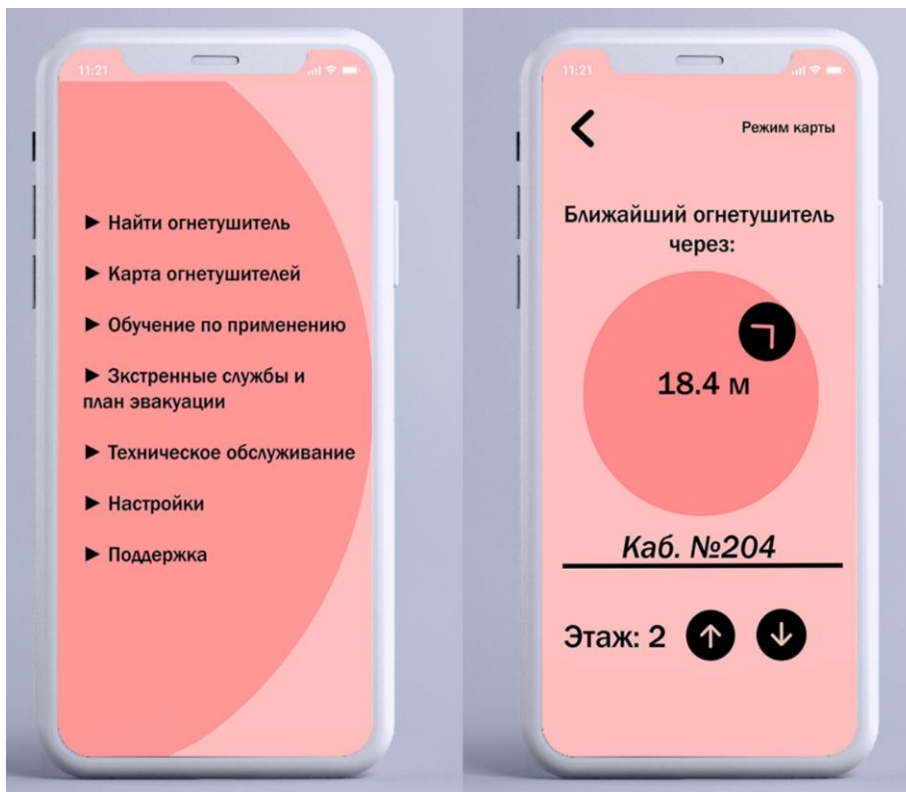 11:21
► Найти огнетушитель
► Карта огнетушителей
► Обучение по применению
► Зкстренные службы и
план эвакуации
► Техническое обслуживание
► Настройки
► Поддержка
11:21
Режим карты
Ближайший огнетушитель
через:
18.4 м
Каб. №204
Этаж: 2